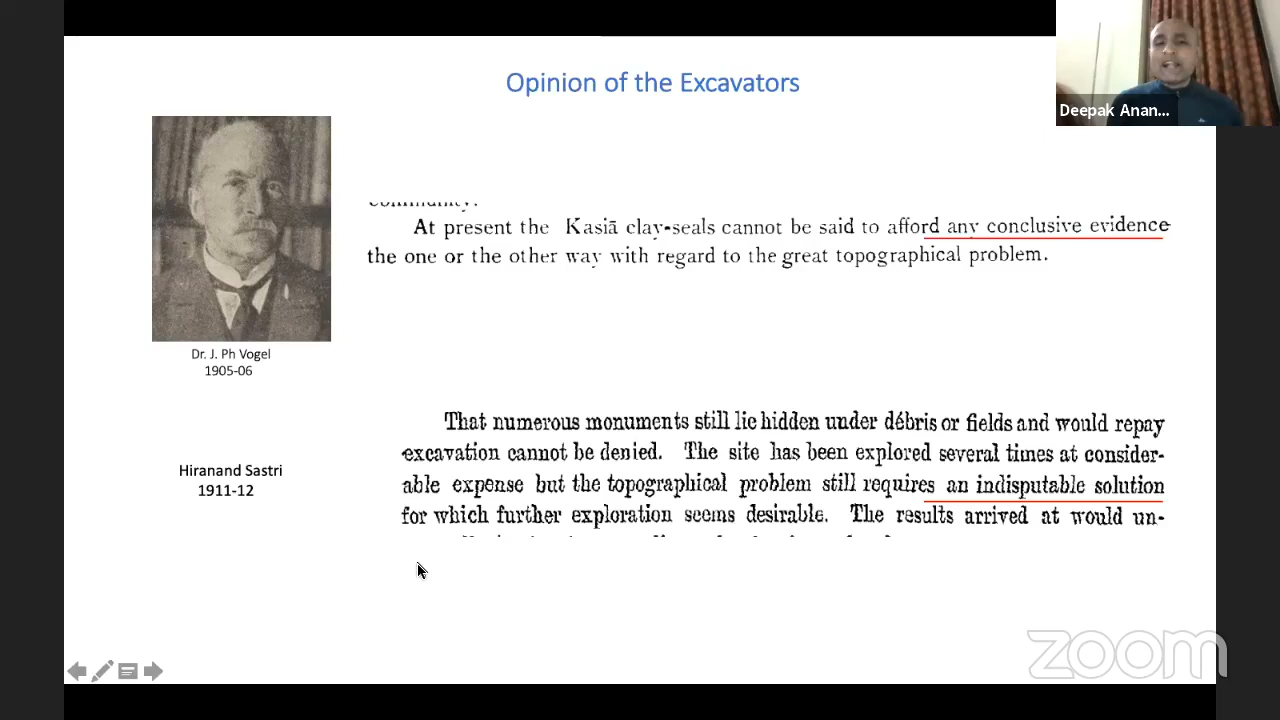 Opinion of the Excavators
Deepak Anan...
community.
At present the Kasiā clay-seals cannot be said to afford any conclusive evidence
the one or the other way with regard to the great topographical problem.
Dr. J. Ph Vogel
1905-06
That numerous monuments still lie hidden under débris or fields and would repay
excavation cannot be denied. The site has been explored several times at consider-
able expense but the topographical problem still requires an indisputable solution
for which further exploration seems desirable. The results arrived at would un-
Hiranand Sastri
1911-12
zoom